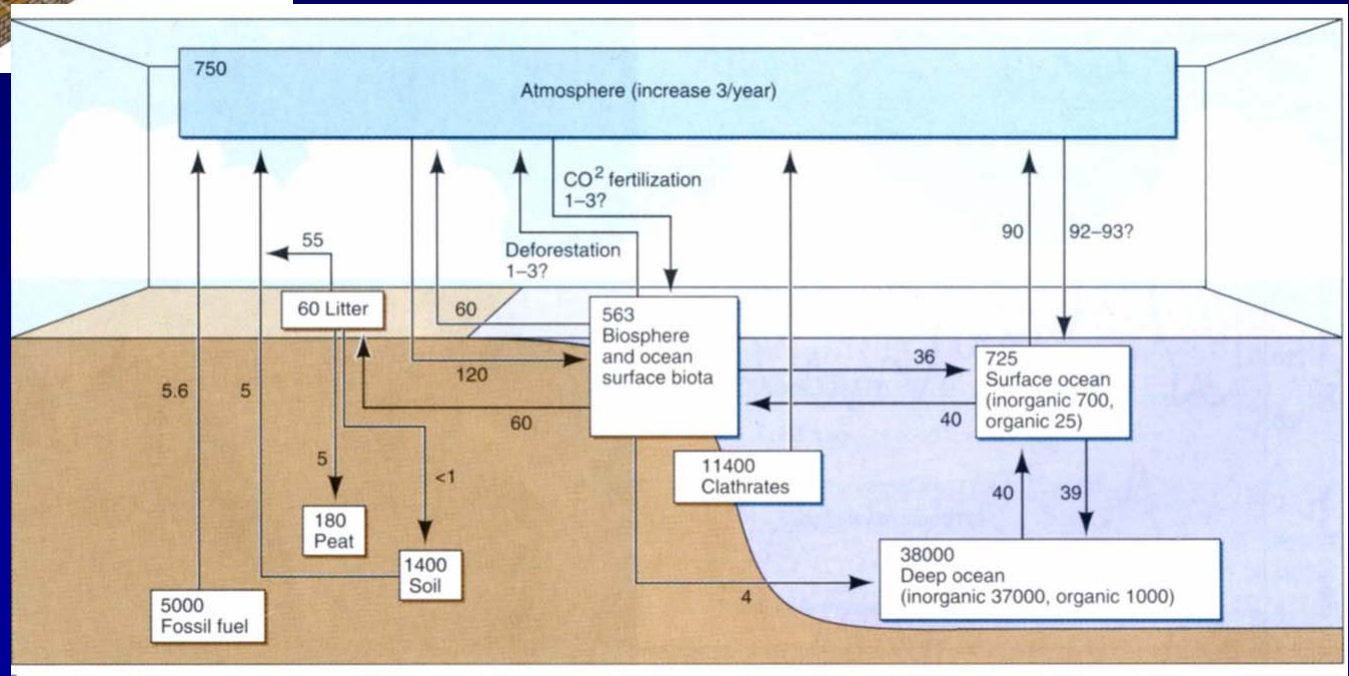 750
Atmosphere (increase 3/year)
CO² fertilization
1–3?
55
Deforestation
1–3?
90
92–93?
60 Litter
60
563
Biosphere
and ocean
surface biota
120
36
725
Surface ocean
(inorganic 700,
organic 25)
5.6
5
60
40
5
<1
11400
Clathrates
40
39
180
Peat
1400
Soil
38000
Deep ocean
(inorganic 37000, organic 1000)
4
5000
Fossil fuel